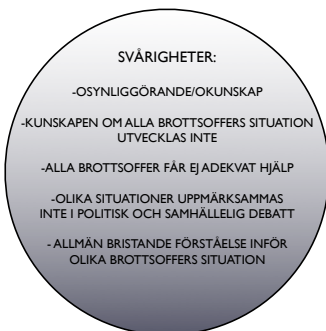 SVÅRIGHETER:
-OSYNLIGGÖRANDE/OKUNSKAP
-KUNSKAPEN OM ALLA BROTTSOFFERS SITUATION
UTVECKLAS INTE
-ALLA BROTTSOFFER FÅR EJ ADEKVAT HJÄLP
-OLIKA SITUATIONER UPPMÄRKSAMMAS
INTE I POLITISK OCH SAMHÄLLELIG DEBATT
- ALLMÄN BRISTANDE FÖRSTÅELSE INFÖR
OLIKA BROTTSOFFERS SITUATION